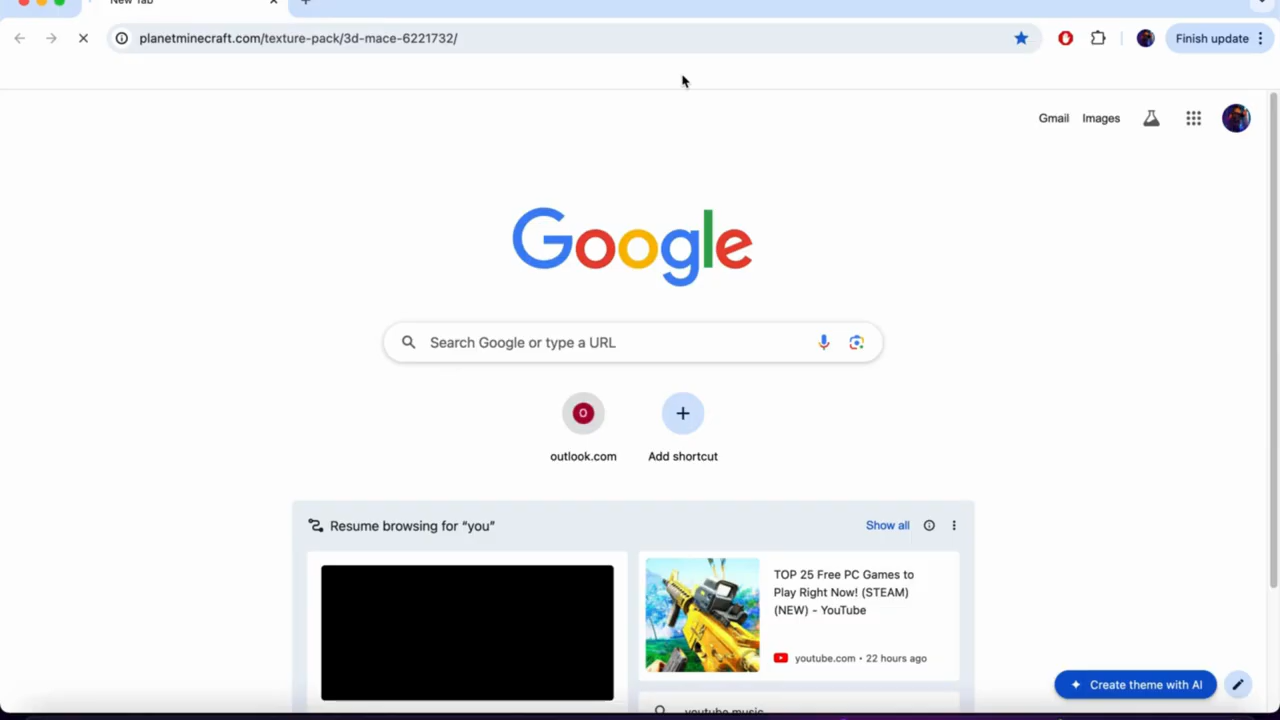 New Tab
planetminecraft.com/texture-pack/3d-mace-6221732/
Finish update
Gmail
Images
Google
Search Google or type a URL
O
outlook.com
Add shortcut
Resume browsing for “you”
Show all
TOP 25 Free PC Games to
Play Right Now! (STEAM)
(NEW) - YouTube
youtube.com • 22 hours ago
youtube music
Create theme with AI